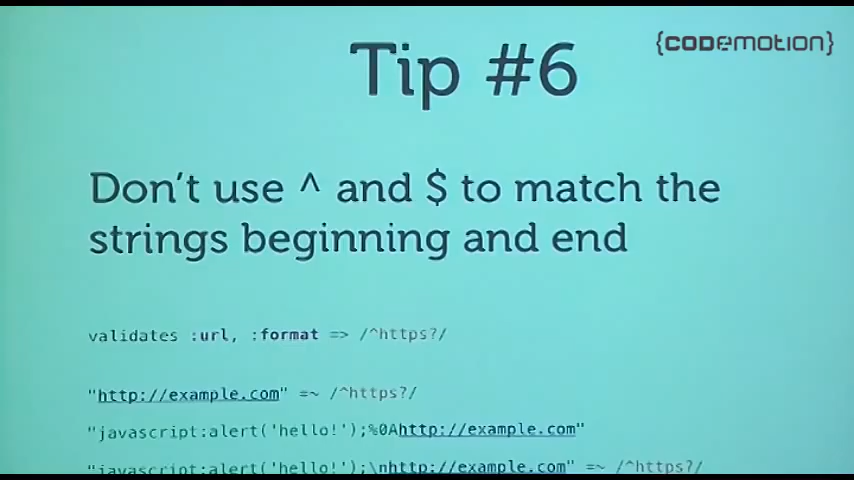 {CODEMOTION}
Tip #6
Don't use ^ and $ to match the
strings beginning and end
validates :url, :format => /^https?/
"http://example.com" =~ /^https?/
"javascript:alert('hello!');%0Ahttp://example.com"
"javascript:alert('hello!');\nhttp://example.com" =~ /^https?/